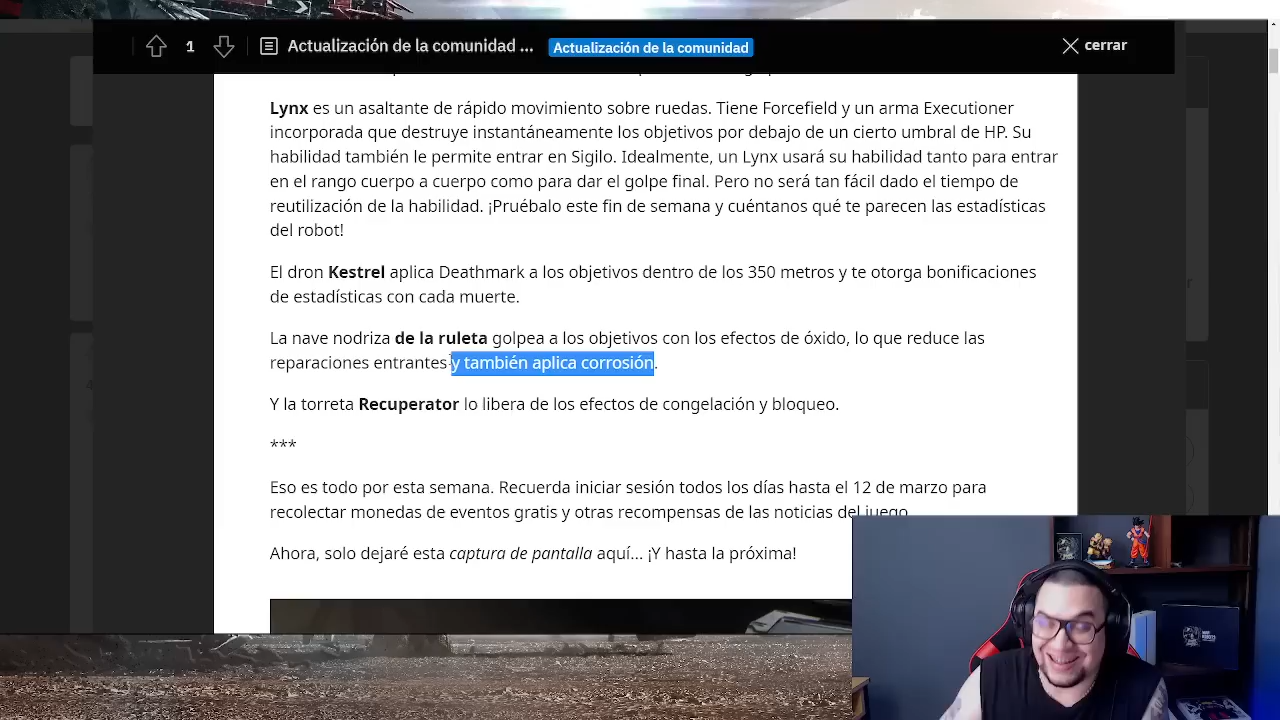 1
Actualización de la comunidad ...
Actualización de la comunidad
cerrar
Lynx es un asaltante de rápido movimiento sobre ruedas. Tiene Forcefield y un arma Executioner
incorporada que destruye instantáneamente los objetivos por debajo de un cierto umbral de HP. Su
habilidad también le permite entrar en Sigilo. Idealmente, un Lynx usará su habilidad tanto para entrar
en el rango cuerpo a cuerpo como para dar el golpe final. Pero no será tan fácil dado el tiempo de
reutilización de la habilidad. ¡Pruébalo este fin de semana y cuéntanos qué te parecen las estadísticas
del robot!
El dron Kestrel aplica Deathmark a los objetivos dentro de los 350 metros y te otorga bonificaciones
de estadísticas con cada muerte.
La nave nodriza de la ruleta golpea a los objetivos con los efectos de óxido, lo que reduce las
reparaciones entrantes y también aplica corrosión.
Y la torreta Recuperator lo libera de los efectos de congelación y bloqueo.
***
Eso es todo por esta semana. Recuerda iniciar sesión todos los días hasta el 12 de marzo para
recolectar monedas de eventos gratis y otras recompensas de las noticias del juego.
Ahora, solo dejaré esta captura de pantalla aquí... ¡Y hasta la próxima!